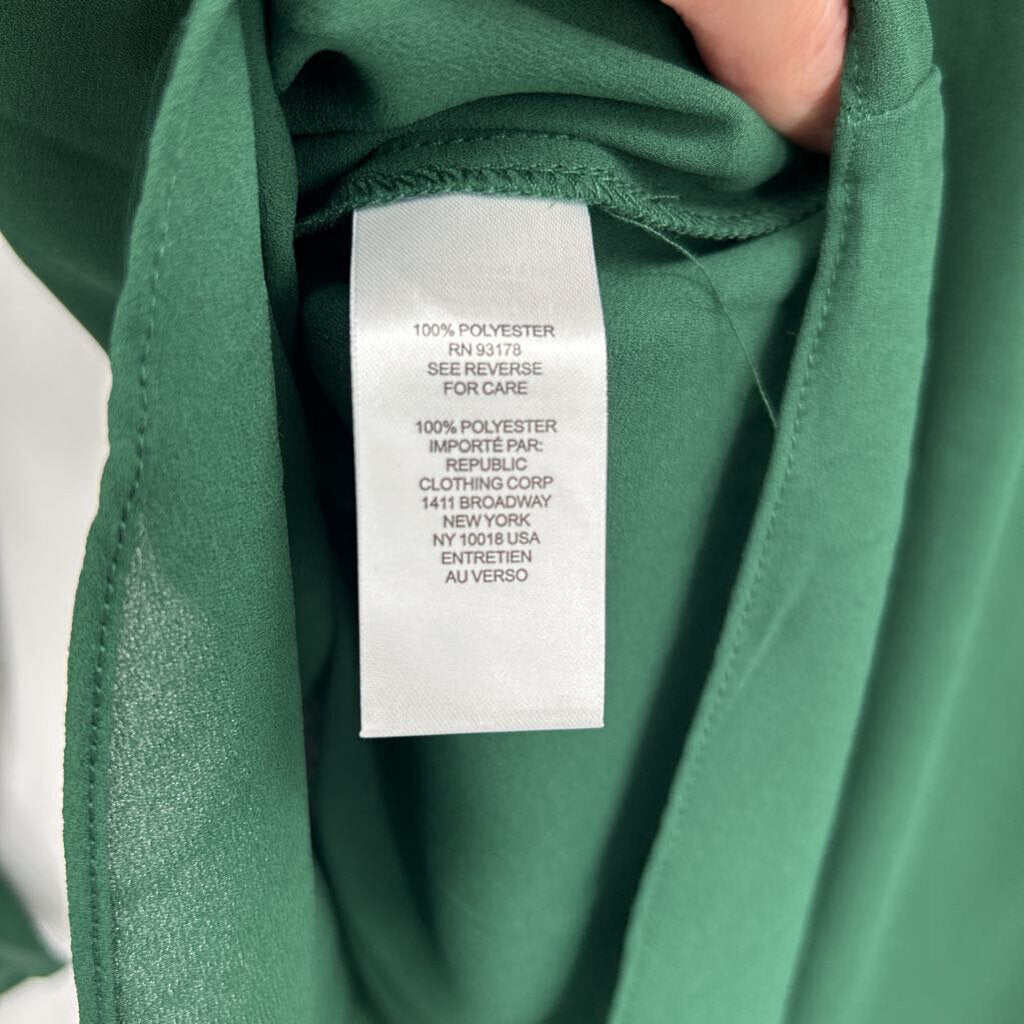 100% POLYESTER
RN 93178
SEE REVERSE
FOR CARE
100% POLYESTER
IMPORTÉ PAR:
REPUBLIC
CLOTHING CORP
1411 BROADWAY
NEW YORK
NY 10018 USA
ENTRETIEN
AU VERSO